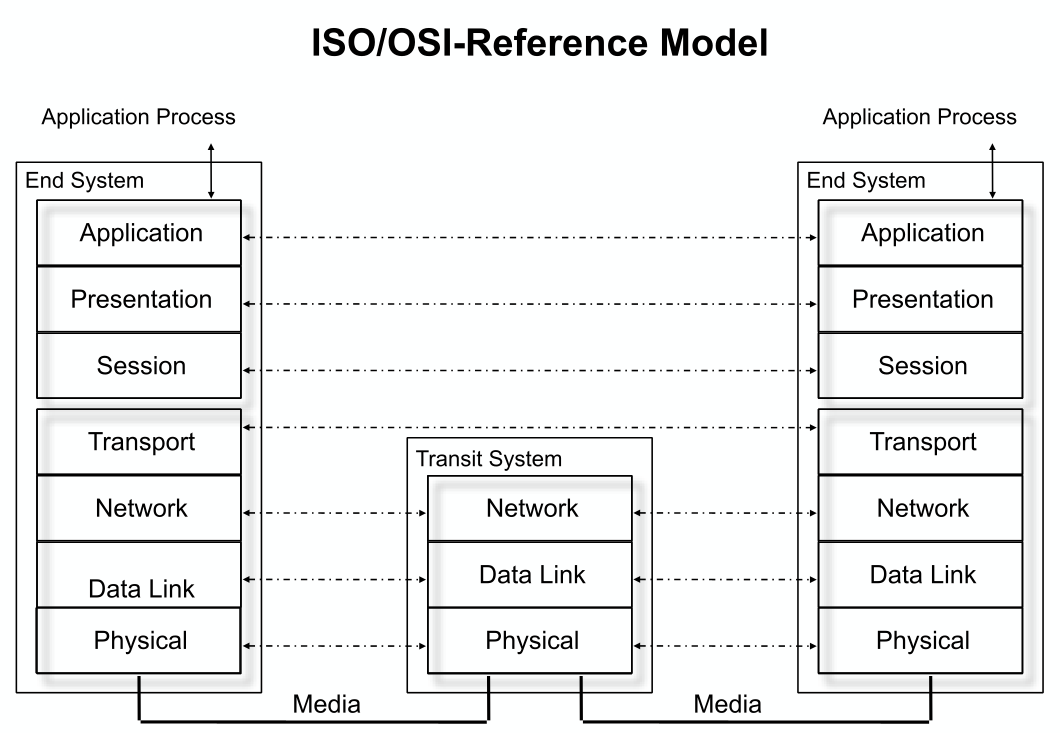 ISO/OSI-Reference Model
Application Process
Application Process
End System
Application
Presentation
Session
Transport
Network
Data Link
Physical
Transit System
Network
Data Link
Physical
End System
Application
Presentation
Session
Transport
Network
Data Link
Physical
Media
Media